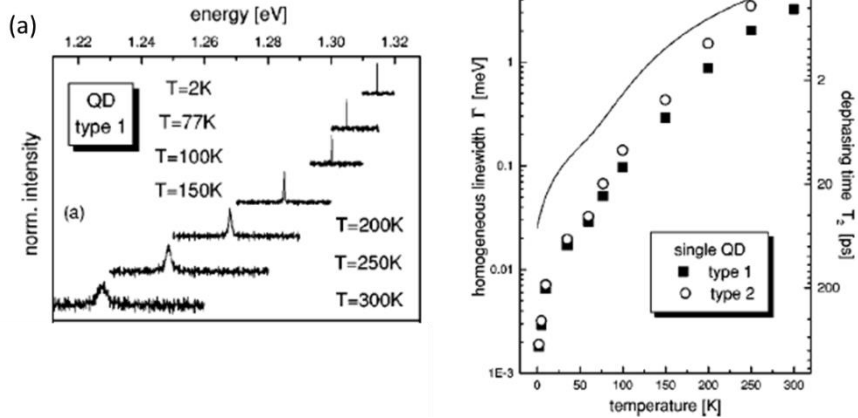 (a)
energy [eV]
1.22 1.24 1.26 1.28 1.30 1.32
QD
type 1
T=2K
T=77K
T=100K
T=150K
(a)
T=200K
T=250K
T=300K
norm. intensity
homogeneous linewidth Γ [meV]
1
0.1
0.01
1E-3
single QD
type 1
type 2
0 50 100 150 200 250 300
temperature [K]
2
20
200
dephasing time T2 [ps]